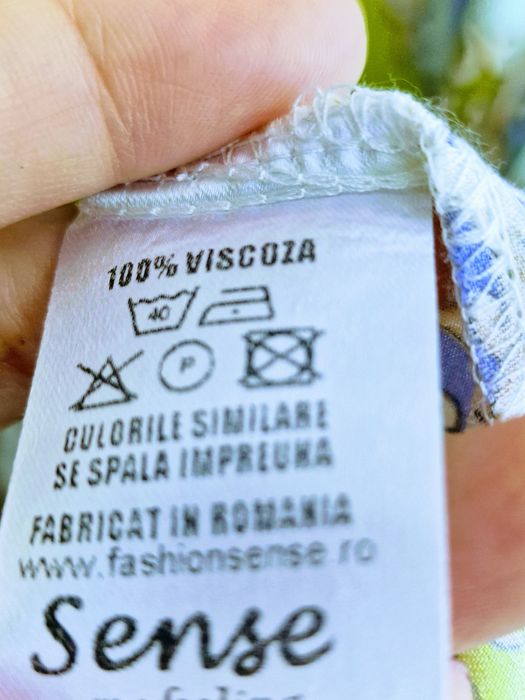 100% VISCOZA
40
P
CULORILE SIMILARE
SE SPALA IMPREUNA
FABRICAT IN ROMANIA
www.fashionsense.ro
Sense